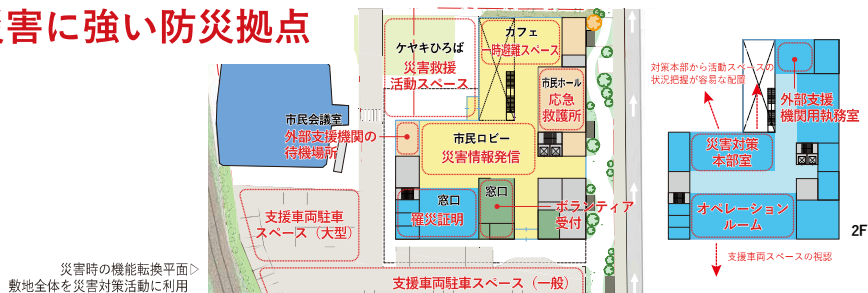 害に強い防災拠点
ケヤキひろば
災害救援
活動スペース
カフェ
一時避難スペース
市民ホール
応急
救護所
市民会議室
外部支援機関の
待機場所
市民ロビー
災害情報発信
窓口
罹災証明
窓口
ボランティア
受付
支援車両駐車
スペース（大型）
支援車両駐車スペース（一般）
災害時の機能転換平面▷
敷地全体を災害対策活動に利用
対策本部から活動スペースの
状況把握が容易な配置
外部支援
機関用執務室
災害対策
本部室
オペレーション
ルーム
2F
支援車両スペースの視認